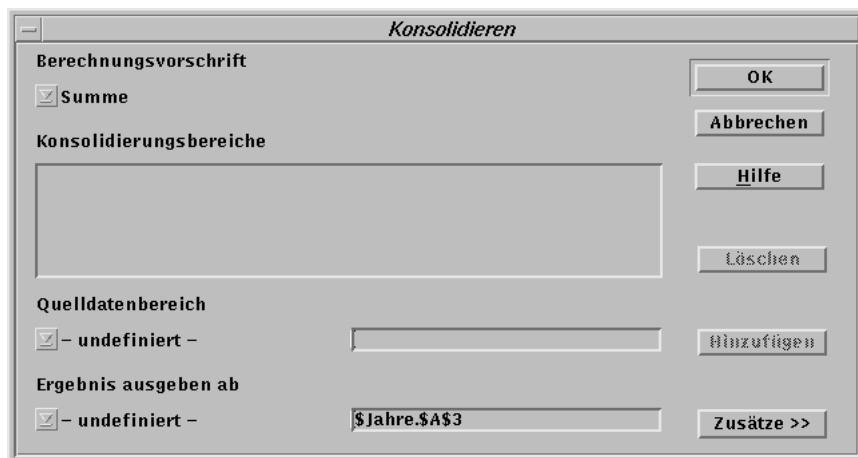 Konsolidieren
Berechnungsvorschrift
Summe
Konsolidierungsbereiche
Quelldatenbereich
– undefiniert –
Ergebnis ausgeben ab
– undefiniert –
$Jahre.$A$3
OK
Abbrechen
Hilfe
Löschen
Hinzufügen
Zusätze >>